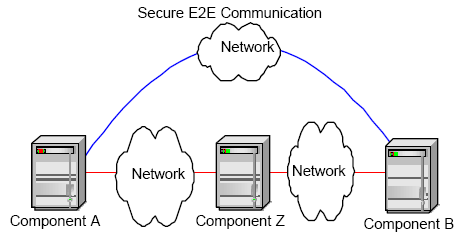 Secure E2E Communication
Network
Network
Network
Component A
Component Z
Component B